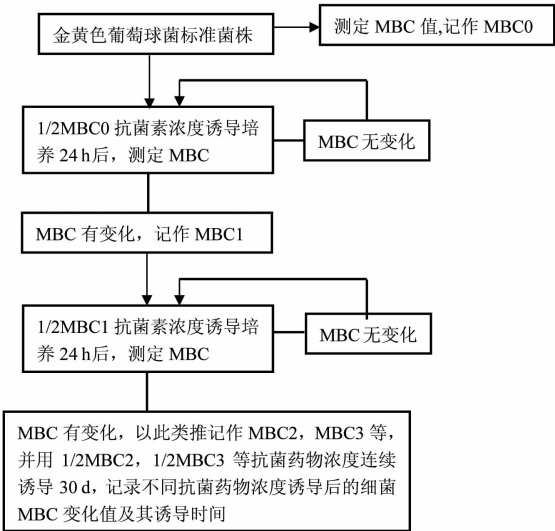 金黄色葡萄球菌标准菌株
测定 MBC 值,记作 MBC0
1/2MBC0 抗菌素浓度诱导培
养 24 h后，测定 MBC
MBC 无变化
MBC 有变化，记作 MBC1
1/2MBC1 抗菌素浓度诱导培
养 24h后，测定 MBC
MBC 无变化
MBC 有变化，以此类推记作 MBC2，MBC3 等，
并用 1/2MBC2，1/2MBC3 等抗菌药物浓度连续
诱导 30 d，记录不同抗菌药物浓度诱导后的细菌
MBC 变化值及其诱导时间